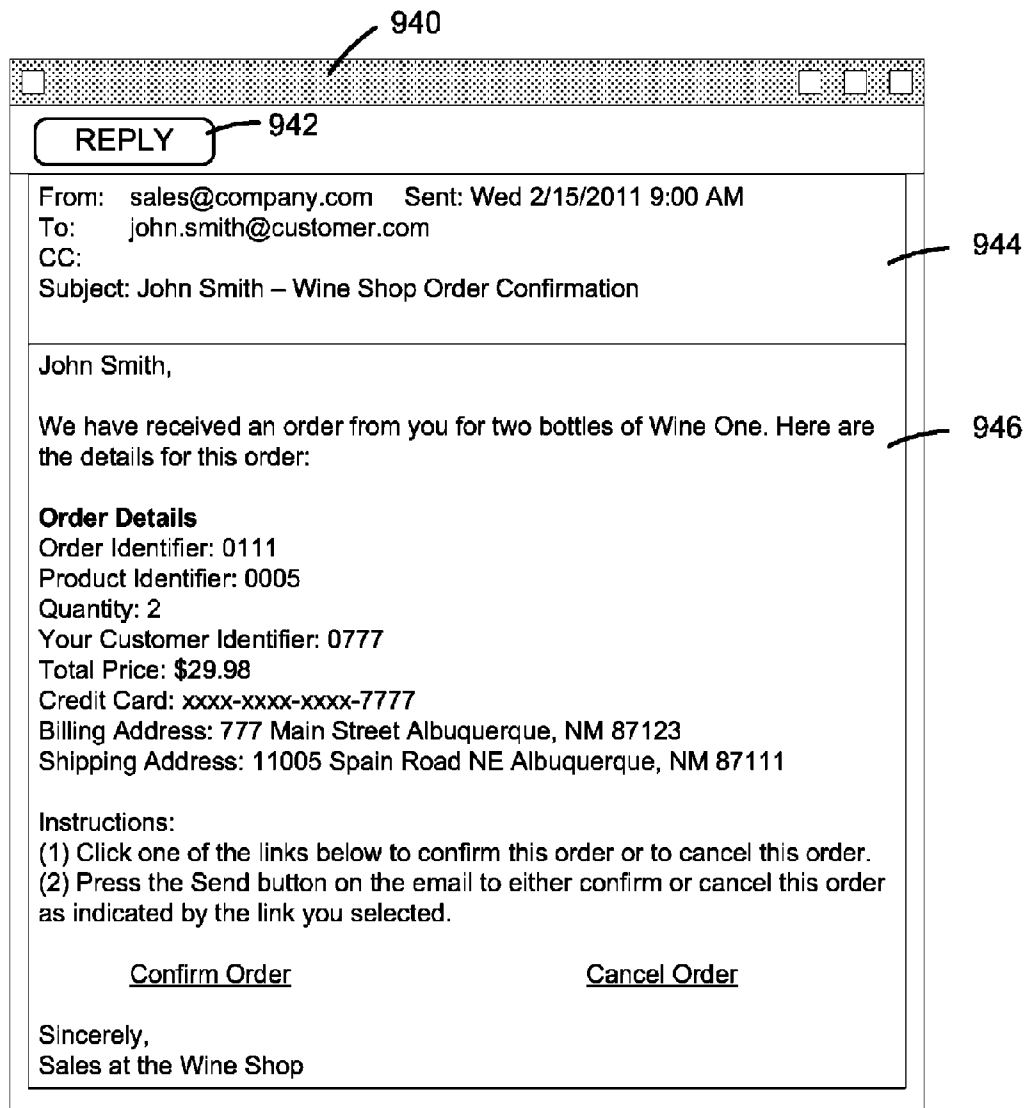 940
REPLY 942
From: sales@company.com Sent: Wed 2/15/2011 9:00 AM
To: john.smith@customer.com
CC:
944
Subject: John Smith – Wine Shop Order Confirmation
John Smith,
We have received an order from you for two bottles of Wine One. Here are
946
the details for this order:
Order Details
Order Identifier: 0111
Product Identifier: 0005
Quantity: 2
Your Customer Identifier: 0777
Total Price: $29.98
Credit Card: xxxx-xxxx-xxxx-7777
Billing Address: 777 Main Street Albuquerque, NM 87123
Shipping Address: 11005 Spain Road NE Albuquerque, NM 87111
Instructions:
(1) Click one of the links below to confirm this order or to cancel this order.
(2) Press the Send button on the email to either confirm or cancel this order
as indicated by the link you selected.
Confirm Order Cancel Order
Sincerely,
Sales at the Wine Shop